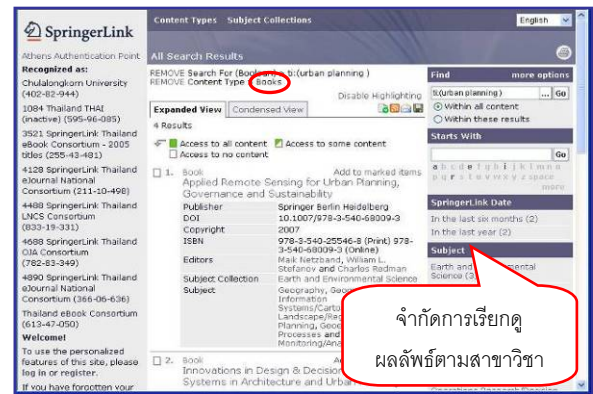 SpringerLink
Content Types Subject Collections
English
Athens Authentication Point
All Search Results
Recognized as:
Chulalongkorn University
(402-82-944)
1084 Thailand THAI
(inactive) (595-96-085)
3521 SpringerLink Thailand
eBook Consortium - 2005
titles (255-43-481)
4128 SpringerLink Thailand
eJournal National
Consortium (211-10-498)
4488 SpringerLink Thailand
LNCS Consortium
(833-19-331)
4688 SpringerLink Thailand
OJA Consortium
(782-83-349)
4890 SpringerLink Thailand
eJournal National
Consortium (366-06-636)
Thailand eBook Consortium
(613-47-050)
Welcome!
To use the personalized
features of this site, please
log in or register.
If you have forgotten your
REMOVE Search For (Boolean) > ti:(urban planning )
REMOVE Content Type > Books
Disable Highlighting
Expanded View Condensed View
4 Results
Access to all content Access to some content
Access to no content
1. Book Add to marked items
Applied Remote Sensing for Urban Planning,
Governance and Sustainability
Publisher Springer Berlin Heidelberg
DOI 10.1007/978-3-540-68009-3
Copyright 2007
ISBN 978-3-540-25546-8 (Print) 978-
3-540-68009-3 (Online)
Editors Maik Netzband, William L.
Stefanov and Charles Redman
Subject Collection Earth and Environmental Science
Subject Geography,
Information
Systems/
Landscape/
Planning,
Processes and
Monitoring/
2. Book
Innovations in Design & Decision
Systems in Architecture and Urban
Find more options
ti:(urban planning) ... Go
Within all content
Within these results
Starts With
Go
a b c d e f g h i j k l m n o
p q r s t u v w x y z space
more
SpringerLink Date
In the last six months (2)
In the last year (2)
Subject
Earth and
Science
จำกัดการเรียกดู
ผลลัพธ์ตามสาขาวิชา